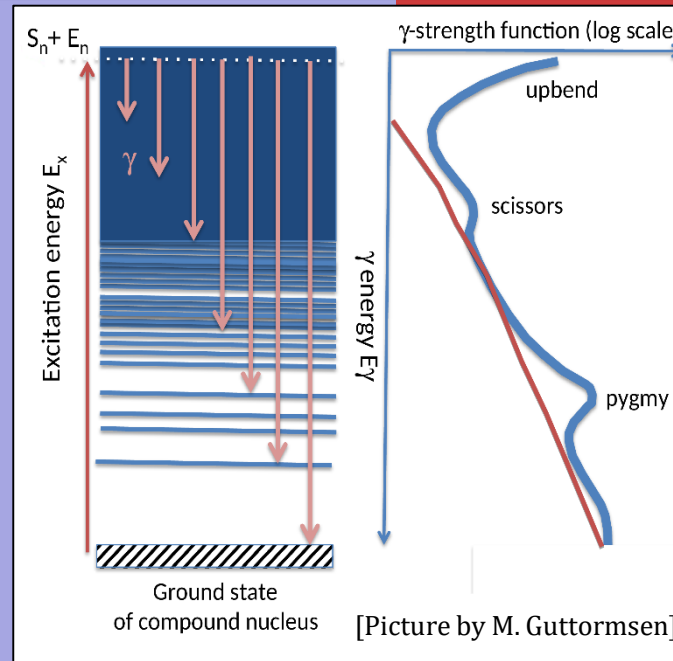 γ-strength function (log scale
Sn+ En
upbend
γ
scissors
Excitation energy Ex
γ energy Eγ
pygmy
Ground state
of compound nucleus
[Picture by M. Guttormsen]